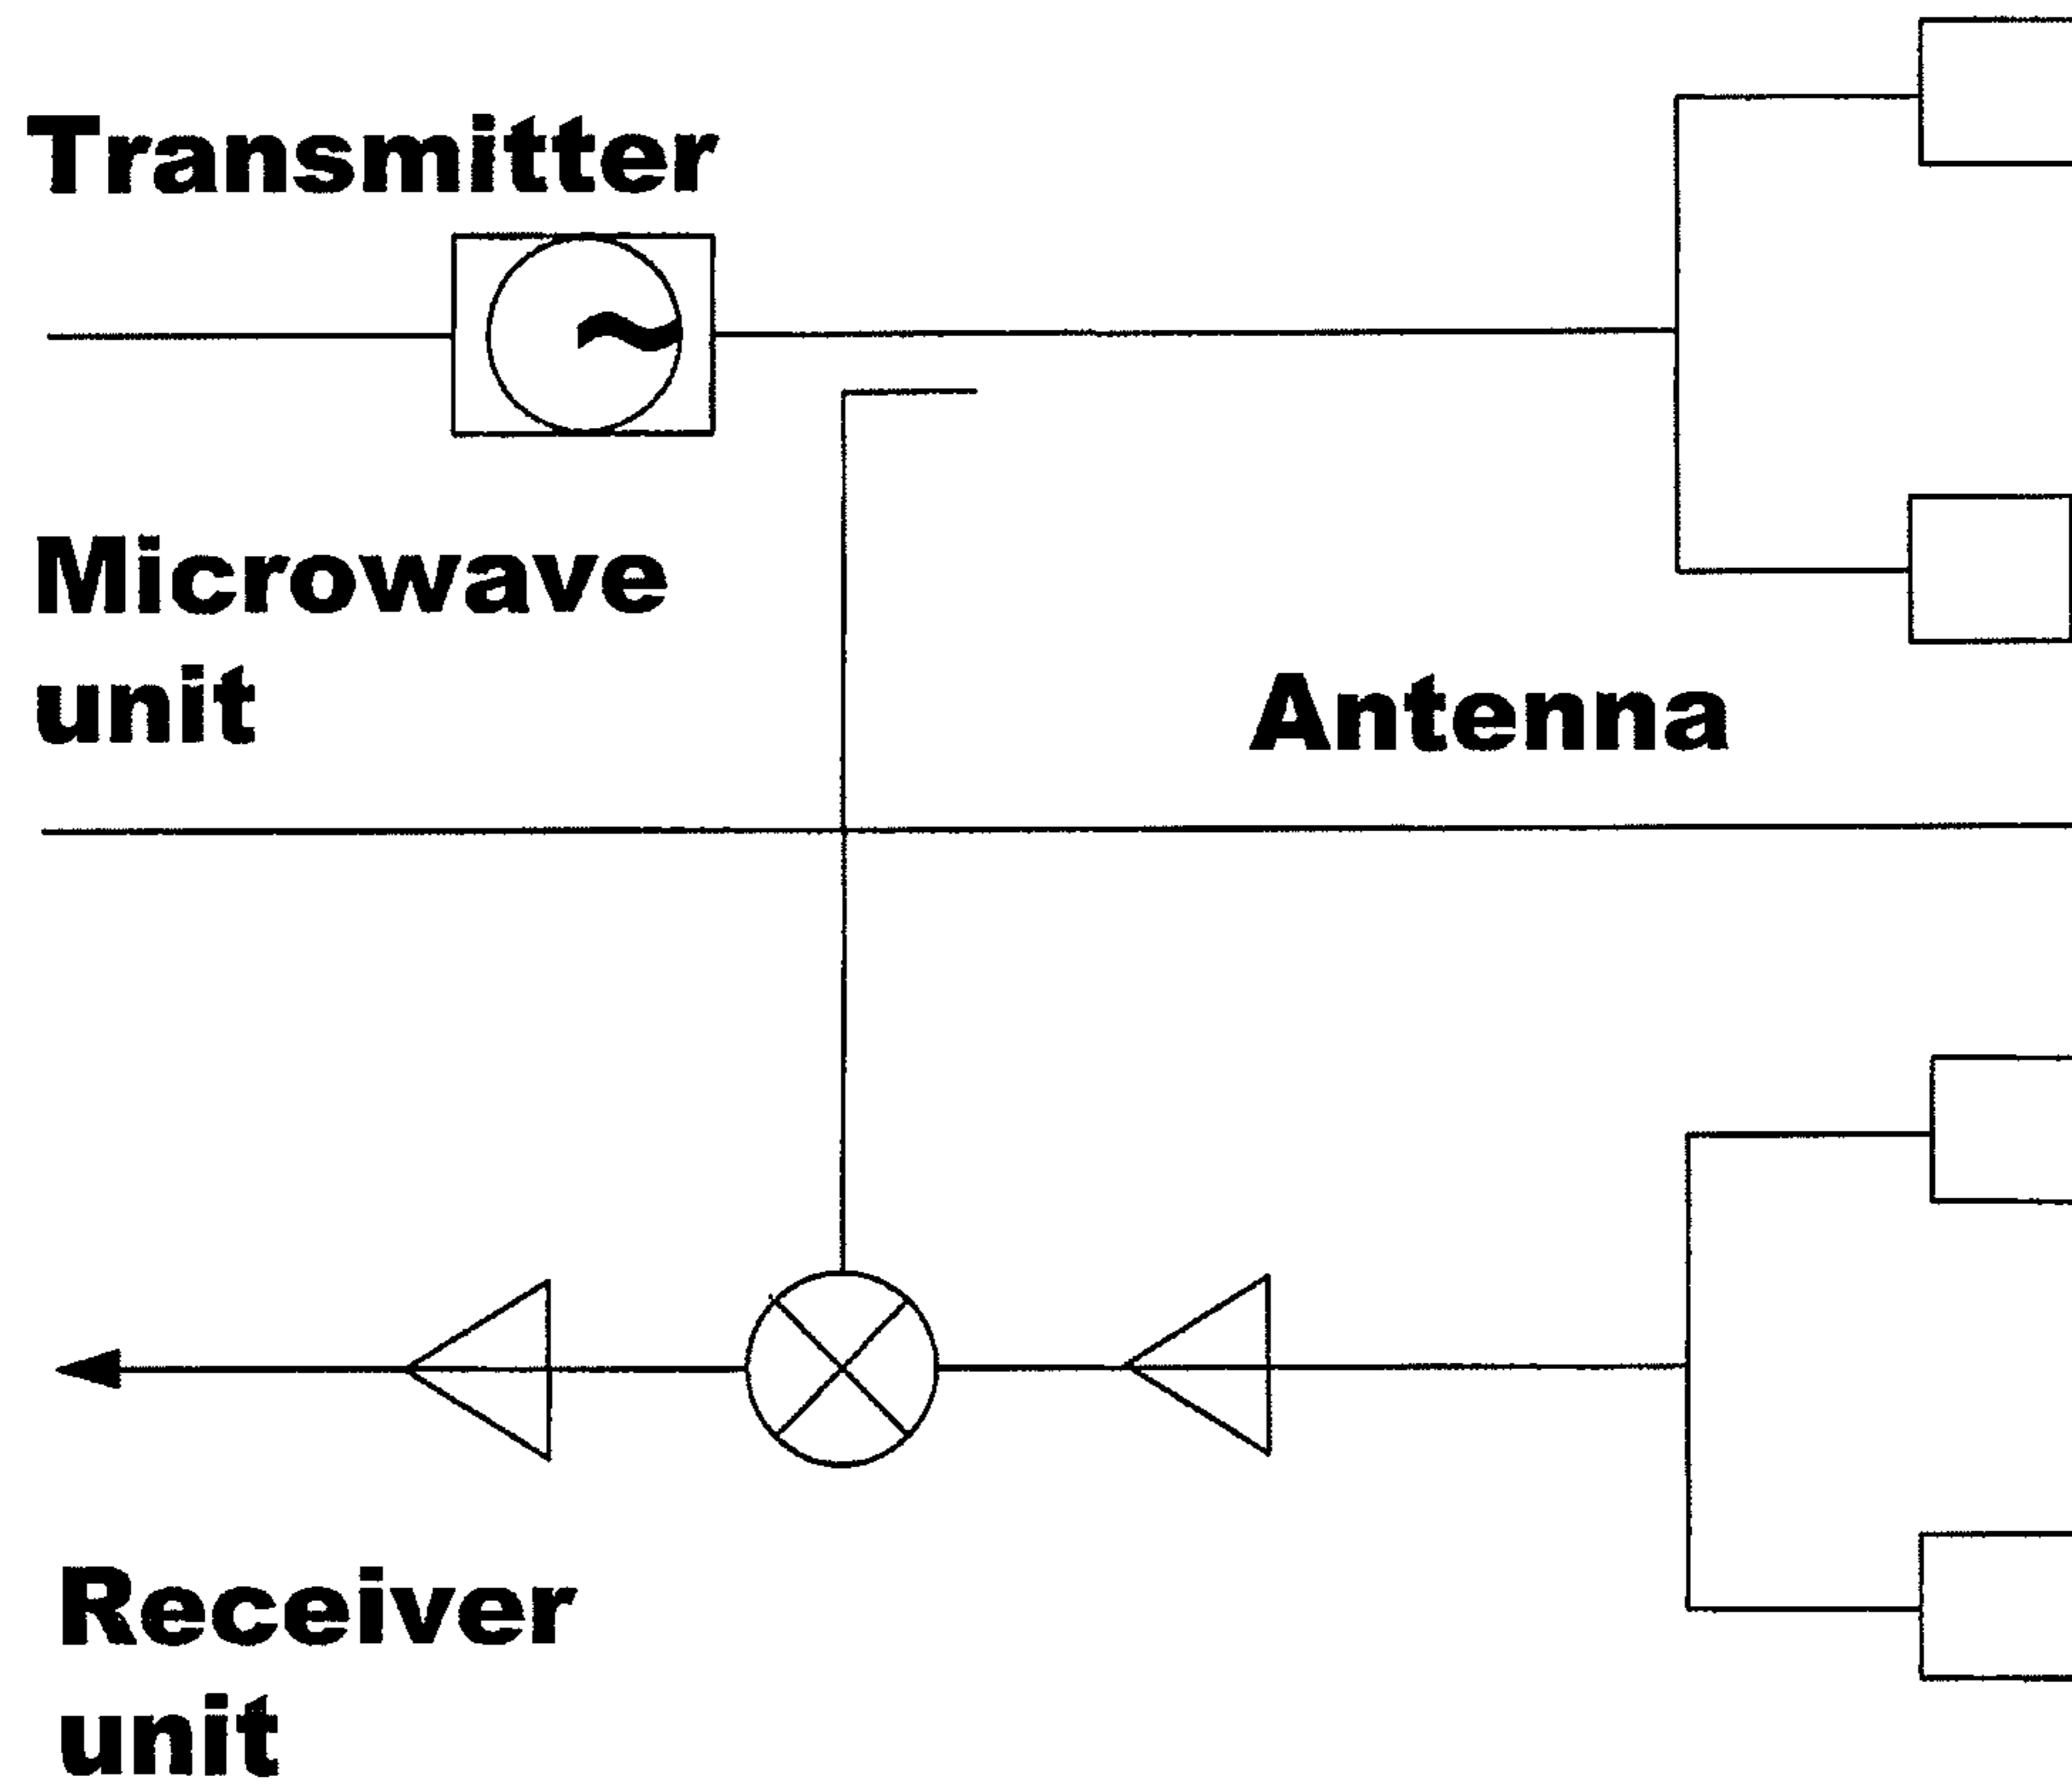 Transmitter
Microwave
unit
Antenna
Receiver
unit